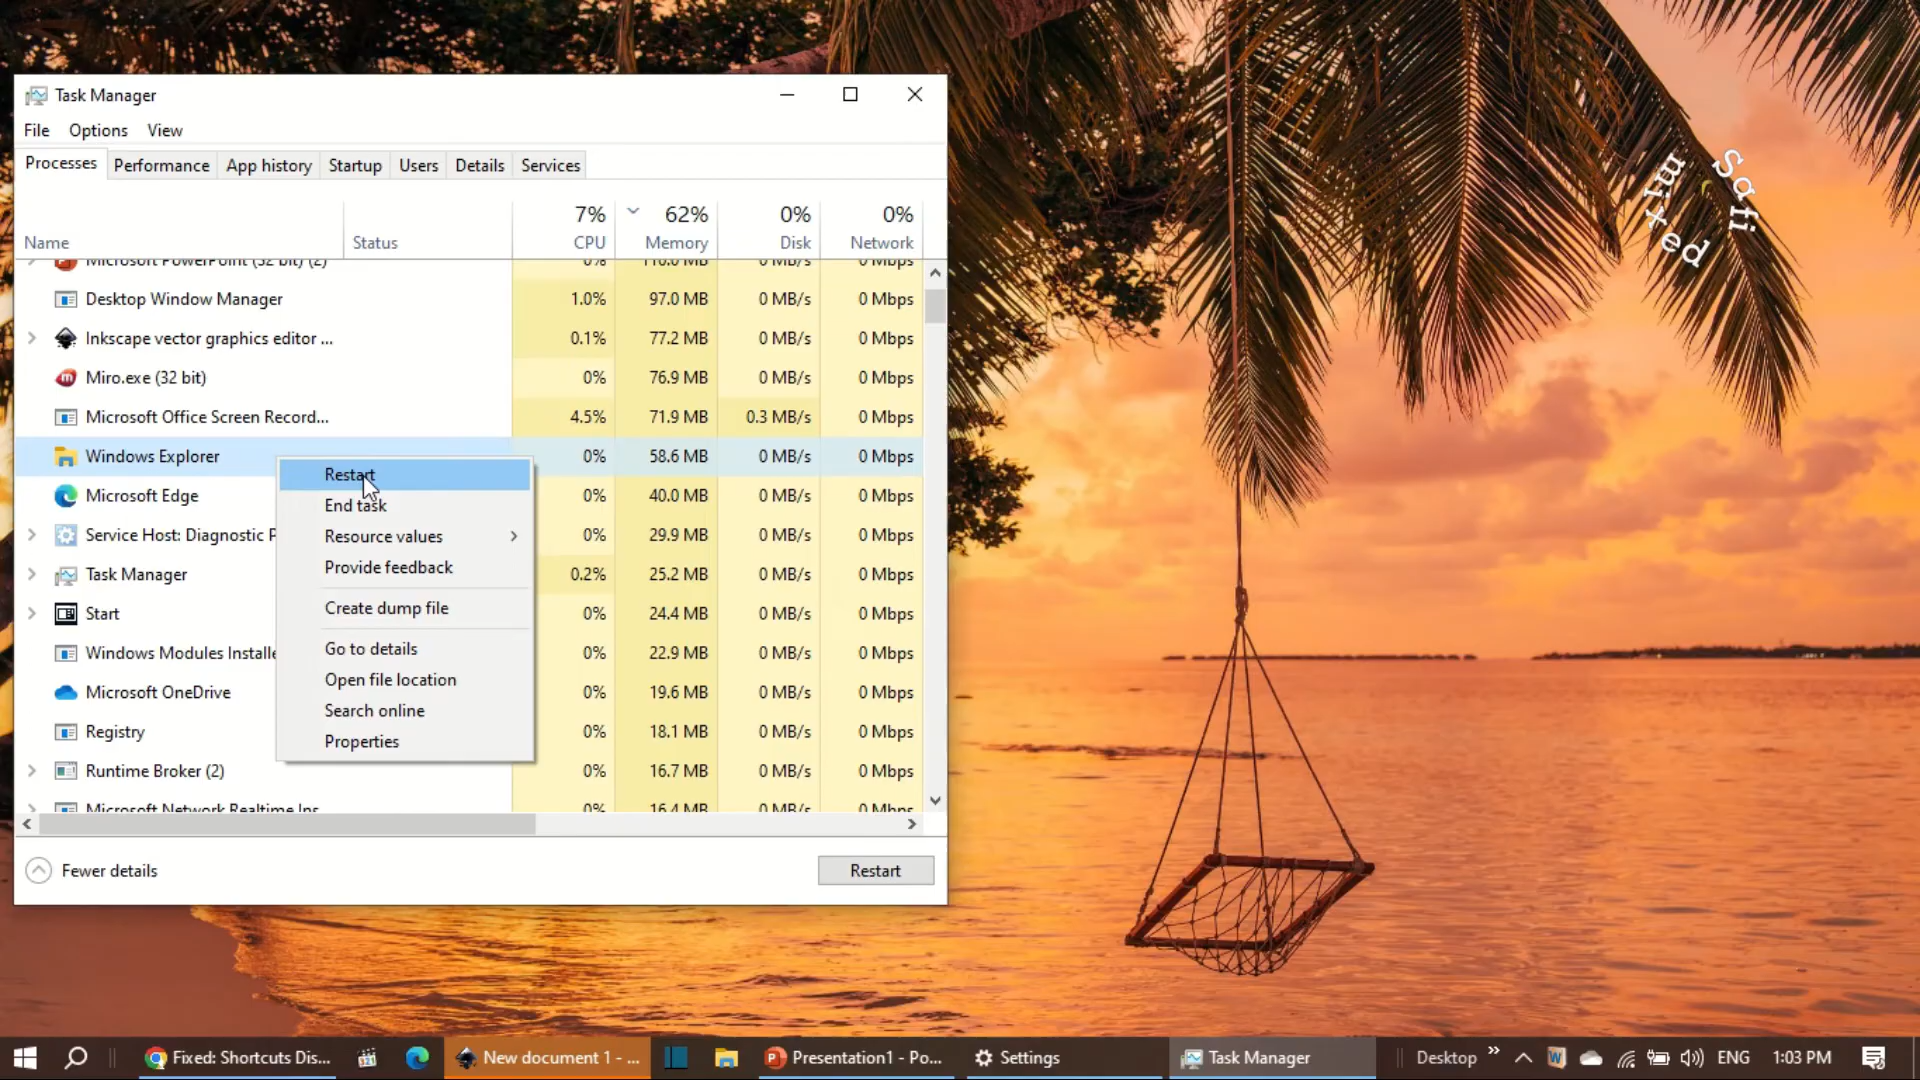 Task Manager
File Options View
Processes Performance App history Startup Users Details Services
7% 62% 0% 0%
Name Status CPU Memory Disk Network
Microsoft PowerPoint (32 bit) (2) 0% 110.0 MB 0 MB/s 0 Mbps
Desktop Window Manager 1.0% 97.0 MB 0 MB/s 0 Mbps
Inkscape vector graphics editor ... 0.1% 77.2 MB 0 MB/s 0 Mbps
Miro.exe (32 bit) 0% 76.9 MB 0 MB/s 0 Mbps
Microsoft Office Screen Record... 4.5% 71.9 MB 0.3 MB/s 0 Mbps
Windows Explorer 0% 58.6 MB 0 MB/s 0 Mbps
Microsoft Edge 0% 40.0 MB 0 MB/s 0 Mbps
Service Host: Diagnostic P 0% 29.9 MB 0 MB/s 0 Mbps
Task Manager 0.2% 25.2 MB 0 MB/s 0 Mbps
Start 0% 24.4 MB 0 MB/s 0 Mbps
Windows Modules Installe 0% 22.9 MB 0 MB/s 0 Mbps
Microsoft OneDrive 0% 19.6 MB 0 MB/s 0 Mbps
Registry 0% 18.1 MB 0 MB/s 0 Mbps
Runtime Broker (2) 0% 16.7 MB 0 MB/s 0 Mbps
Microsoft Network Realtime Ins 0% 16.4 MB 0 MB/s 0 Mbps
Restart
End task
Resource values
Provide feedback
Create dump file
Go to details
Open file location
Search online
Properties
Fewer details
Restart
Safi
mixed
Fixed: Shortcuts Dis... New document 1 - ... Presentation1 - Po... Settings Task Manager Desktop ENG 1:03 PM